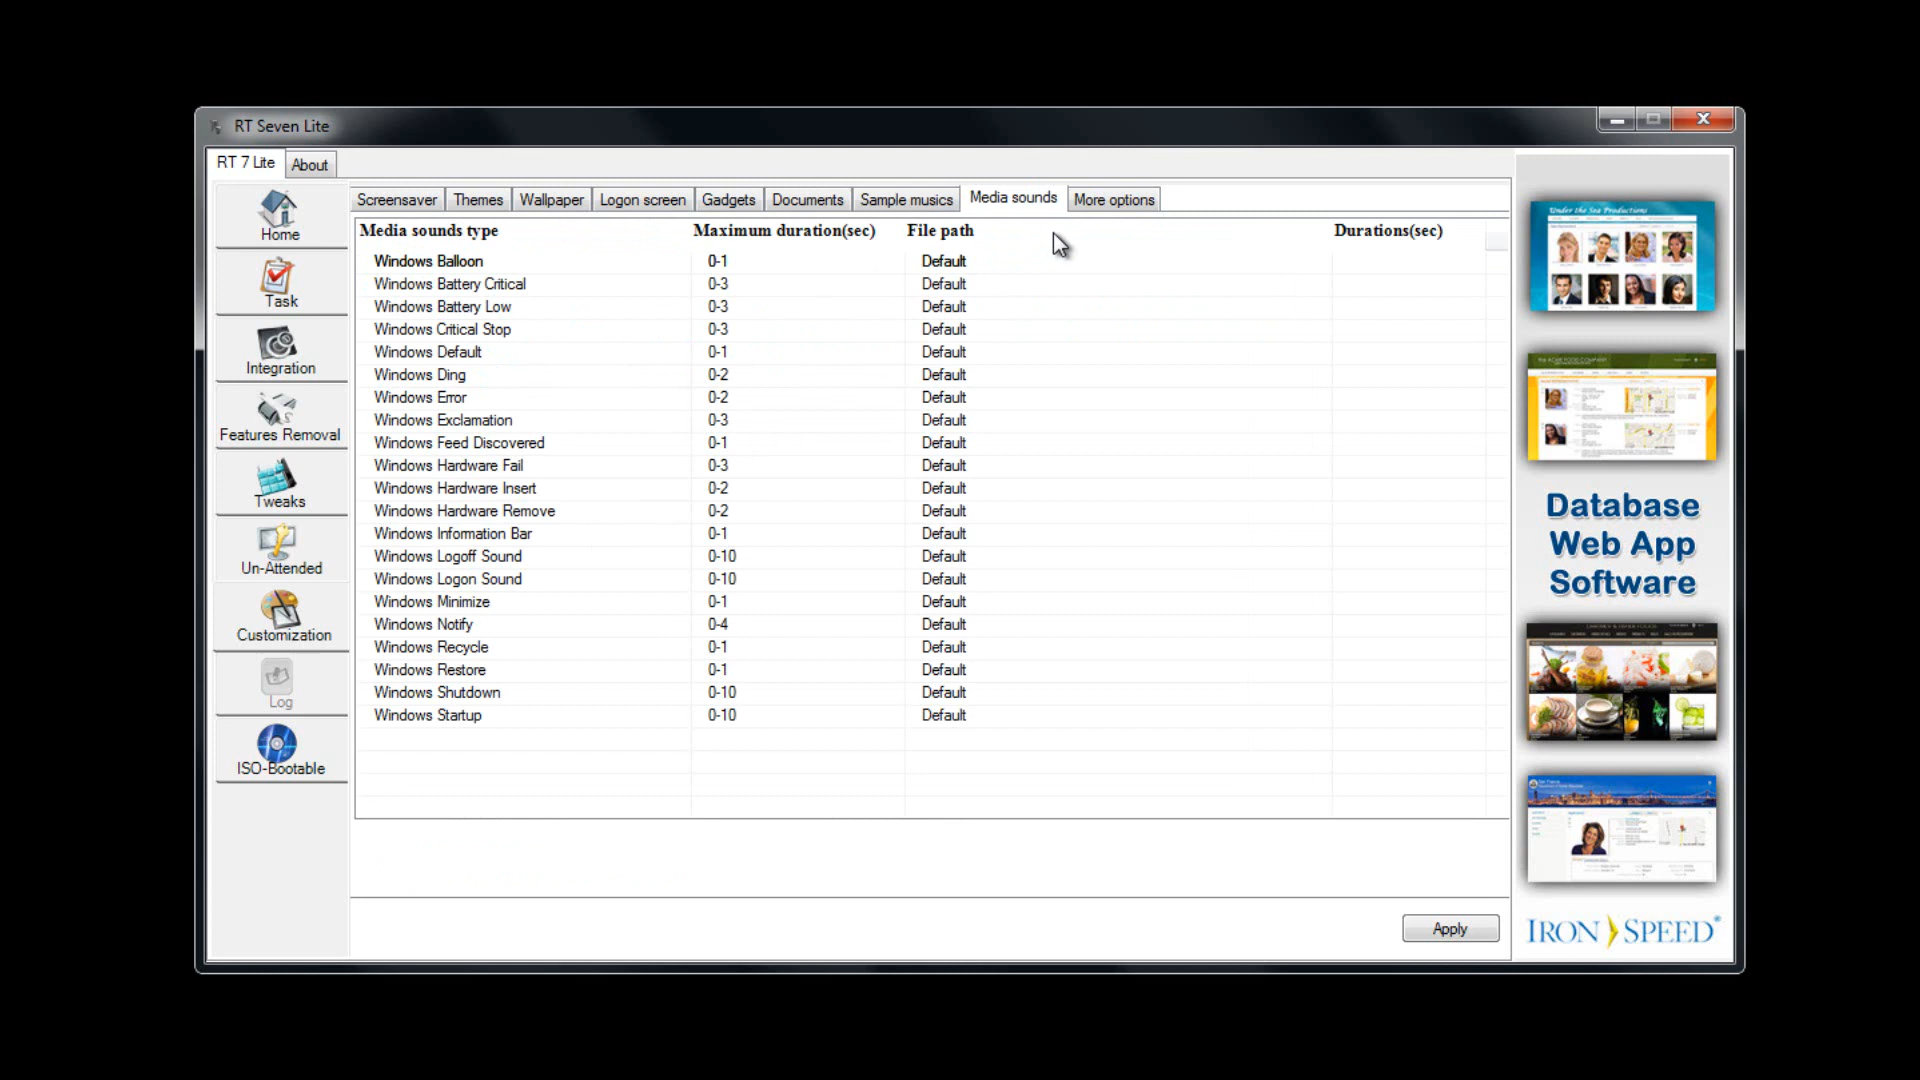 RT Seven Lite
RT 7 Lite
About
Home
Task
Integration
Features Removal
Tweaks
Un-Attended
Customization
Log
ISO-Bootable
Screensaver Themes Wallpaper Logon screen Gadgets Documents Sample musics Media sounds More options
Media sounds type Maximum duration(sec) File path Durations(sec)
Windows Balloon 0-1 Default
Windows Battery Critical 0-3 Default
Windows Battery Low 0-3 Default
Windows Critical Stop 0-3 Default
Windows Default 0-1 Default
Windows Ding 0-2 Default
Windows Error 0-2 Default
Windows Exclamation 0-3 Default
Windows Feed Discovered 0-1 Default
Windows Hardware Fail 0-3 Default
Windows Hardware Insert 0-2 Default
Windows Hardware Remove 0-2 Default
Windows Information Bar 0-1 Default
Windows Logoff Sound 0-10 Default
Windows Logon Sound 0-10 Default
Windows Minimize 0-1 Default
Windows Notify 0-4 Default
Windows Recycle 0-1 Default
Windows Restore 0-1 Default
Windows Shutdown 0-10 Default
Windows Startup 0-10 Default
Apply
Under the Sea Productions
Database
Web App
Software
IRON SPEED®